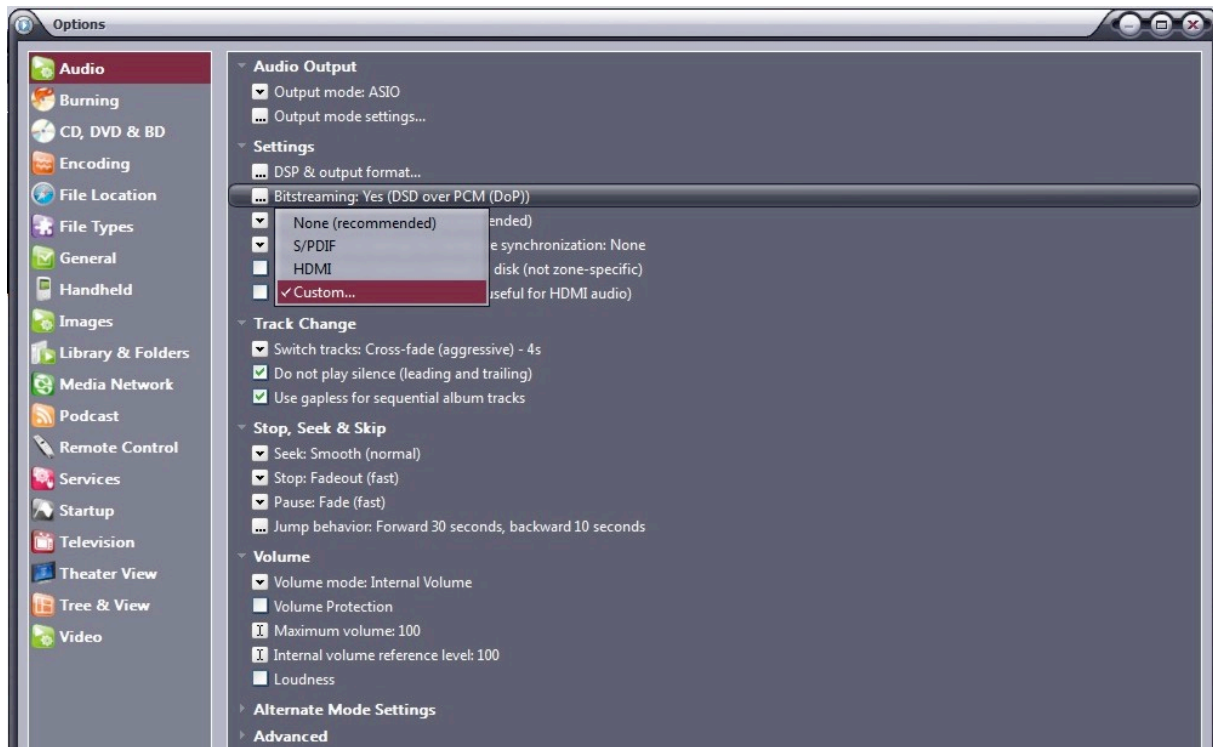 Options
Audio
Burning
CD, DVD & BD
Encoding
File Location
File Types
General
Handheld
Images
Library & Folders
Media Network
Podcast
Remote Control
Services
Startup
Television
Theater View
Tree & View
Video
Audio Output
Output mode: ASIO
Output mode settings...
Settings
DSP & output format...
Bitstreaming: Yes (DSD over PCM (DoP))
None (recommended)
S/PDIF
HDMI
Custom...
ended)
e synchronization: None
disk (not zone-specific)
useful for HDMI audio)
Track Change
Switch tracks: Cross-fade (aggressive) - 4s
Do not play silence (leading and trailing)
Use gapless for sequential album tracks
Stop, Seek & Skip
Seek: Smooth (normal)
Stop: Fadeout (fast)
Pause: Fade (fast)
Jump behavior: Forward 30 seconds, backward 10 seconds
Volume
Volume mode: Internal Volume
Volume Protection
Maximum volume: 100
Internal volume reference level: 100
Loudness
Alternate Mode Settings
Advanced